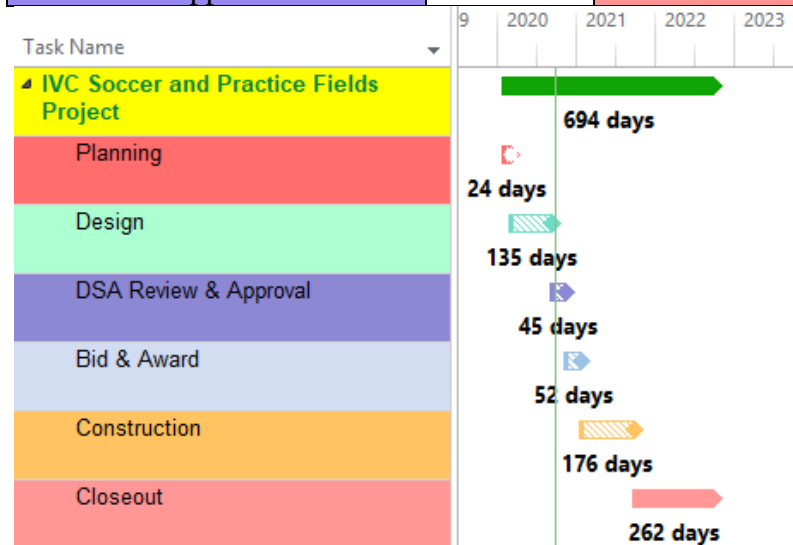 9 2020 2021 2022 2023
Task Name
IVC Soccer and Practice Fields
Project
694 days
Planning
24 days
Design
135 days
DSA Review & Approval
45 days
Bid & Award
52 days
Construction
176 days
Closeout
262 days